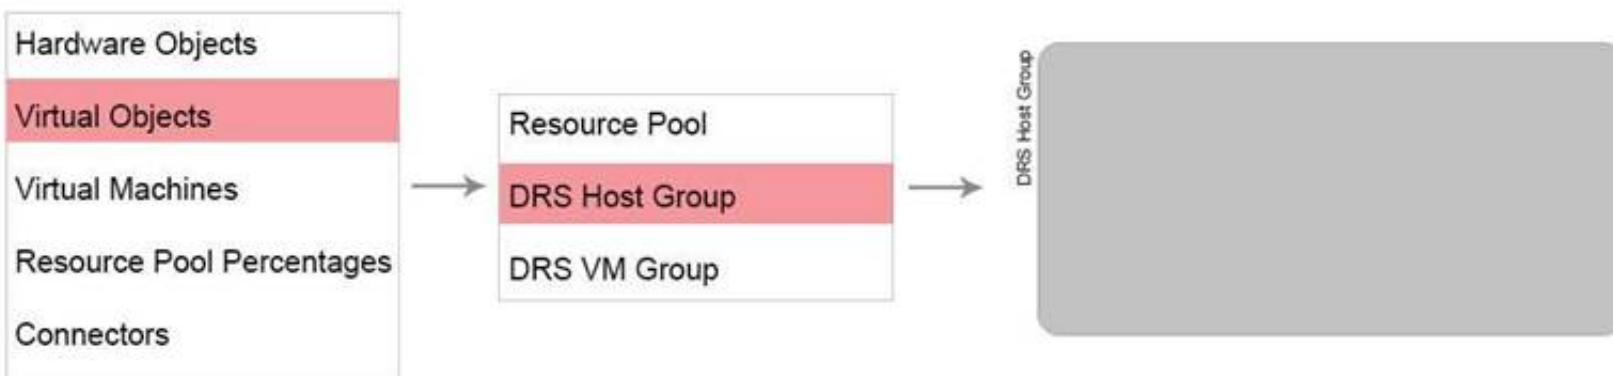 Hardware Objects
Virtual Objects
Virtual Machines
Resource Pool Percentages
Connectors
Resource Pool
DRS Host Group
DRS VM Group
DRS Host Group